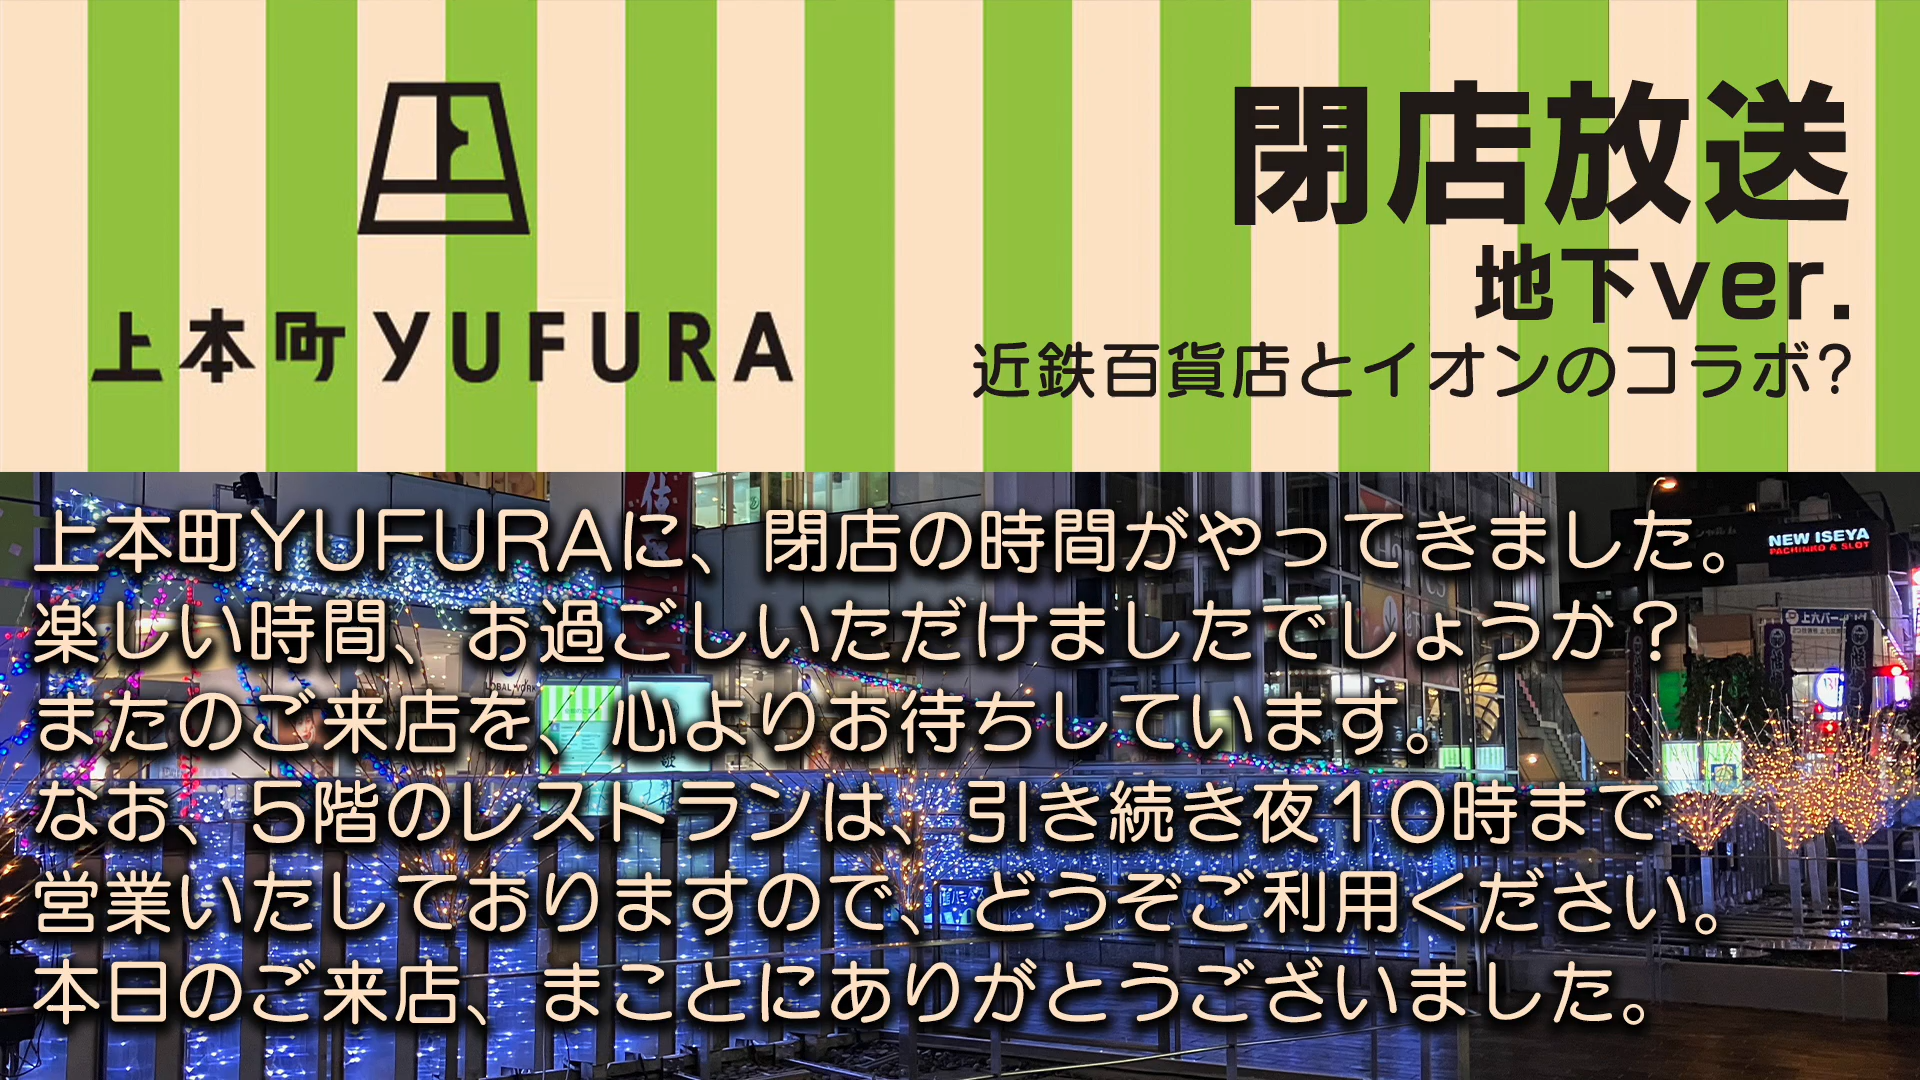 上本町YUFURA
閉店放送
地下ver.
近鉄百貨店とイオンのコラボ?
上本町YUFURAに、閉店の時間がやってきました。
楽しい時間、お過ごしいただけましたでしょうか?
またのご来店を、心よりお待ちしています。
なお、5階のレストランは、引き続き夜10時まで
営業いたしておりますので、どうぞご利用ください。
本日のご来店、まことにありがとうございました。
NEW ISEYA
PACHINKO & SLOT